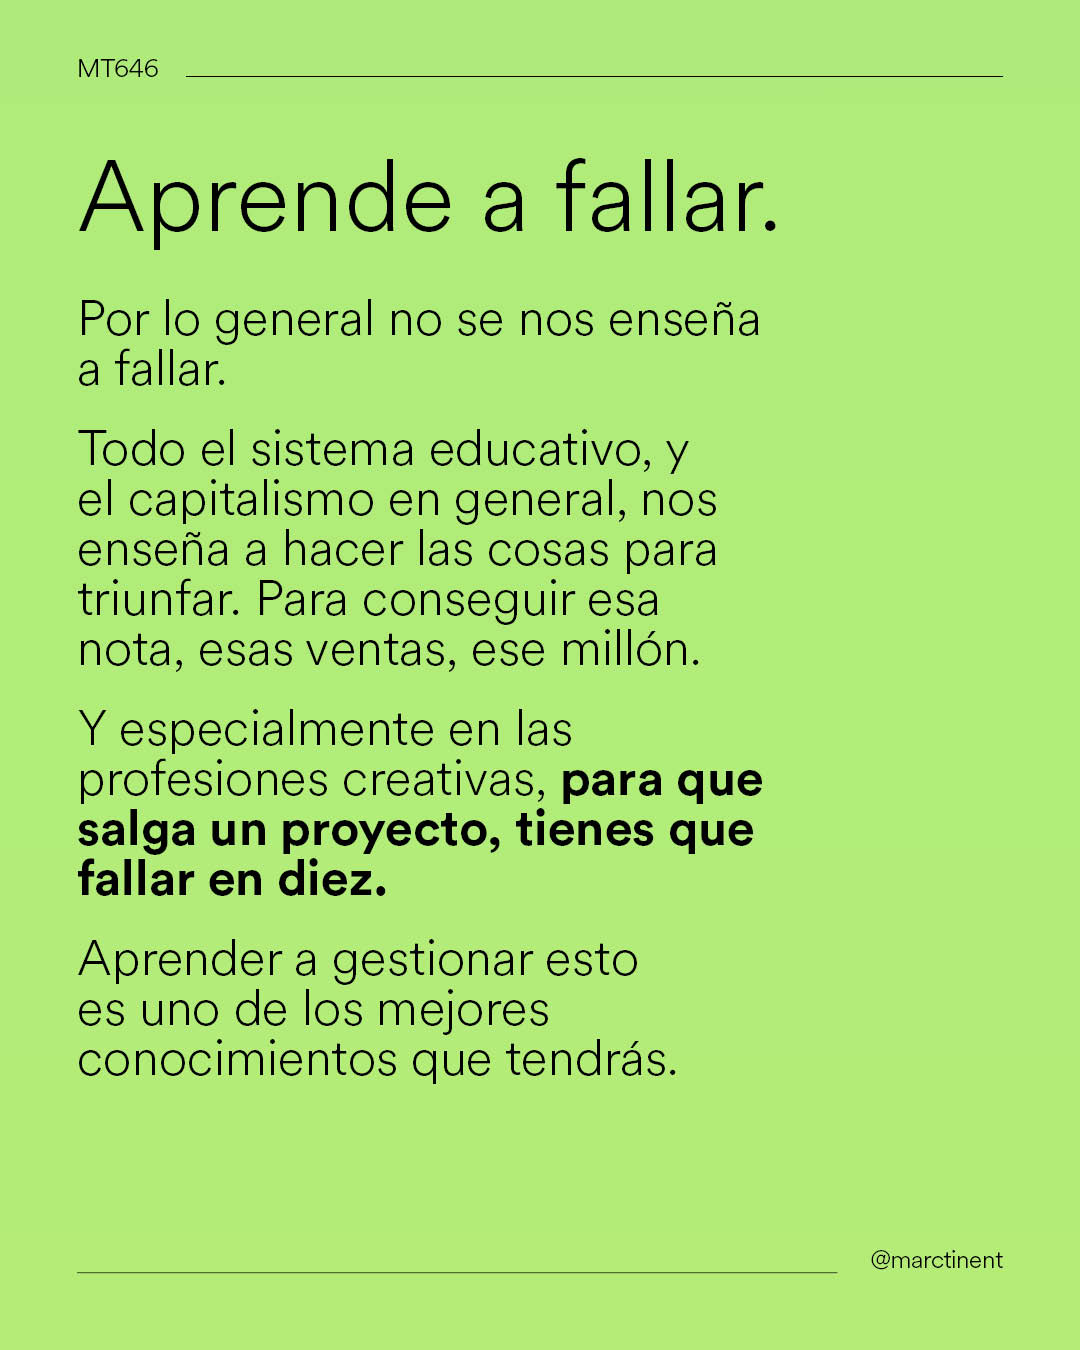 MT646
Aprende a fallar.
Por lo general no se nos enseña
a fallar.
Todo el sistema educativo, y
el capitalismo en general, nos
enseña a hacer las cosas para
triunfar. Para conseguir esa
nota, esas ventas, ese millón.
Y especialmente en las
profesiones creativas, para que
salga un proyecto, tienes que
fallar en diez.
Aprender a gestionar esto
es uno de los mejores
conocimientos que tendrás.
@marctinent